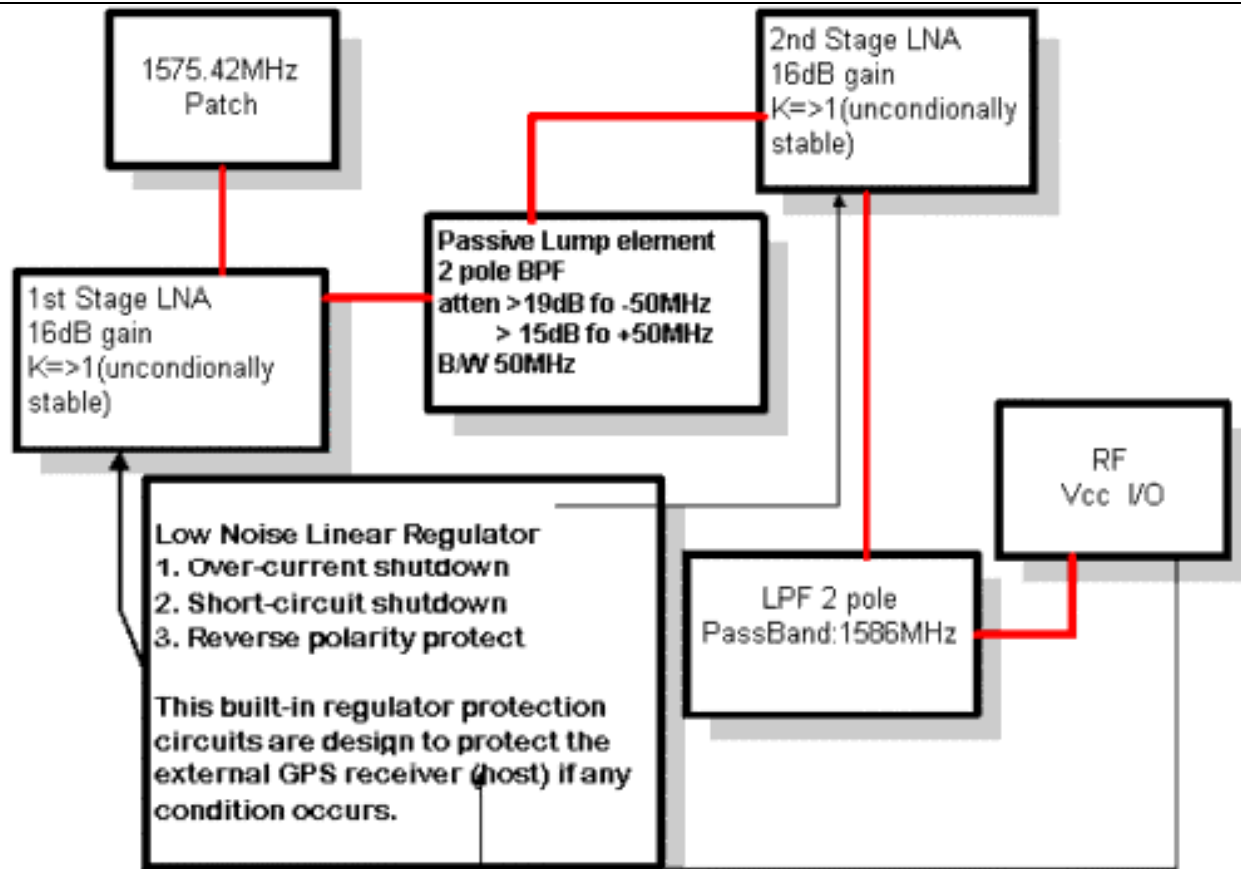 1575.42MHz
Patch
2nd Stage LNA
16dB gain
K=>1(uncondionally
stable)
Passive Lump element
2 pole BPF
atten >19dB fo -50MHz
> 15dB fo +50MHz
B/W 50MHz
1st Stage LNA
16dB gain
K=>1(uncondionally
stable)
RF
Vcc I/O
Low Noise Linear Regulator
1. Over-current shutdown
2. Short-circuit shutdown
3. Reverse polarity protect
This built-in regulator protection
circuits are design to protect the
external GPS receiver (host) if any
condition occurs.
LPF 2 pole
PassBand:1586MHz